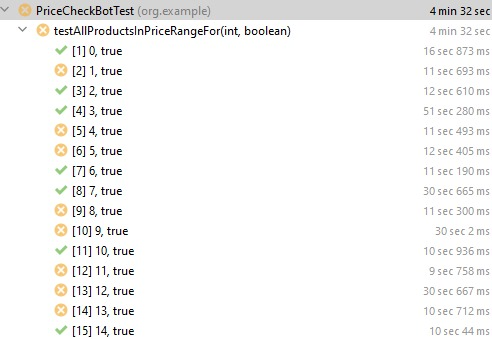 PriceCheckBotTest (org.example) 4 min 32 sec
testAllProductsInPriceRangeFor(int, boolean) 4 min 32 sec
[1] 0, true 16 sec 873 ms
[2] 1, true 11 sec 693 ms
[3] 2, true 12 sec 610 ms
[4] 3, true 51 sec 280 ms
[5] 4, true 11 sec 493 ms
[6] 5, true 12 sec 405 ms
[7] 6, true 11 sec 190 ms
[8] 7, true 30 sec 665 ms
[9] 8, true 11 sec 300 ms
[10] 9, true 30 sec 2 ms
[11] 10, true 10 sec 936 ms
[12] 11, true 9 sec 758 ms
[13] 12, true 30 sec 667 ms
[14] 13, true 10 sec 712 ms
[15] 14, true 10 sec 44 ms